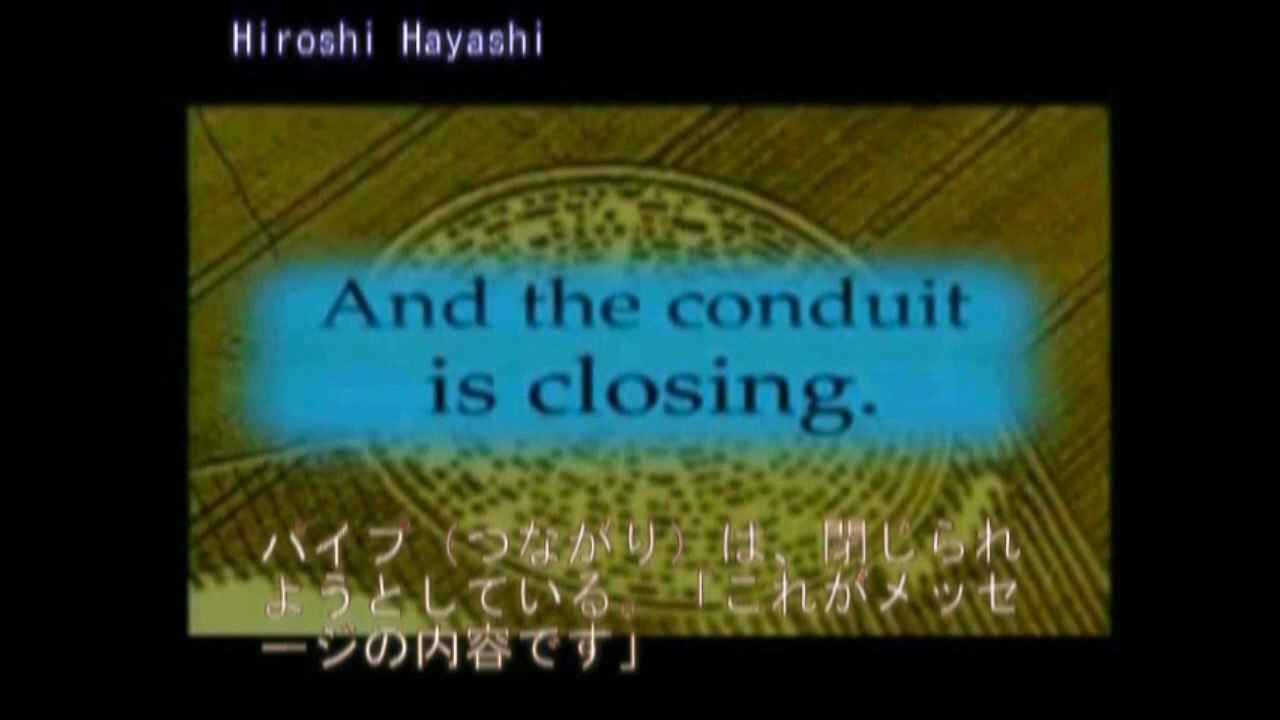 Hiroshi Hayashi
And the conduit
is closing.
パイプ（つながり）は、閉じられ
ようとしている。「これがメッセ
ージの内容です」